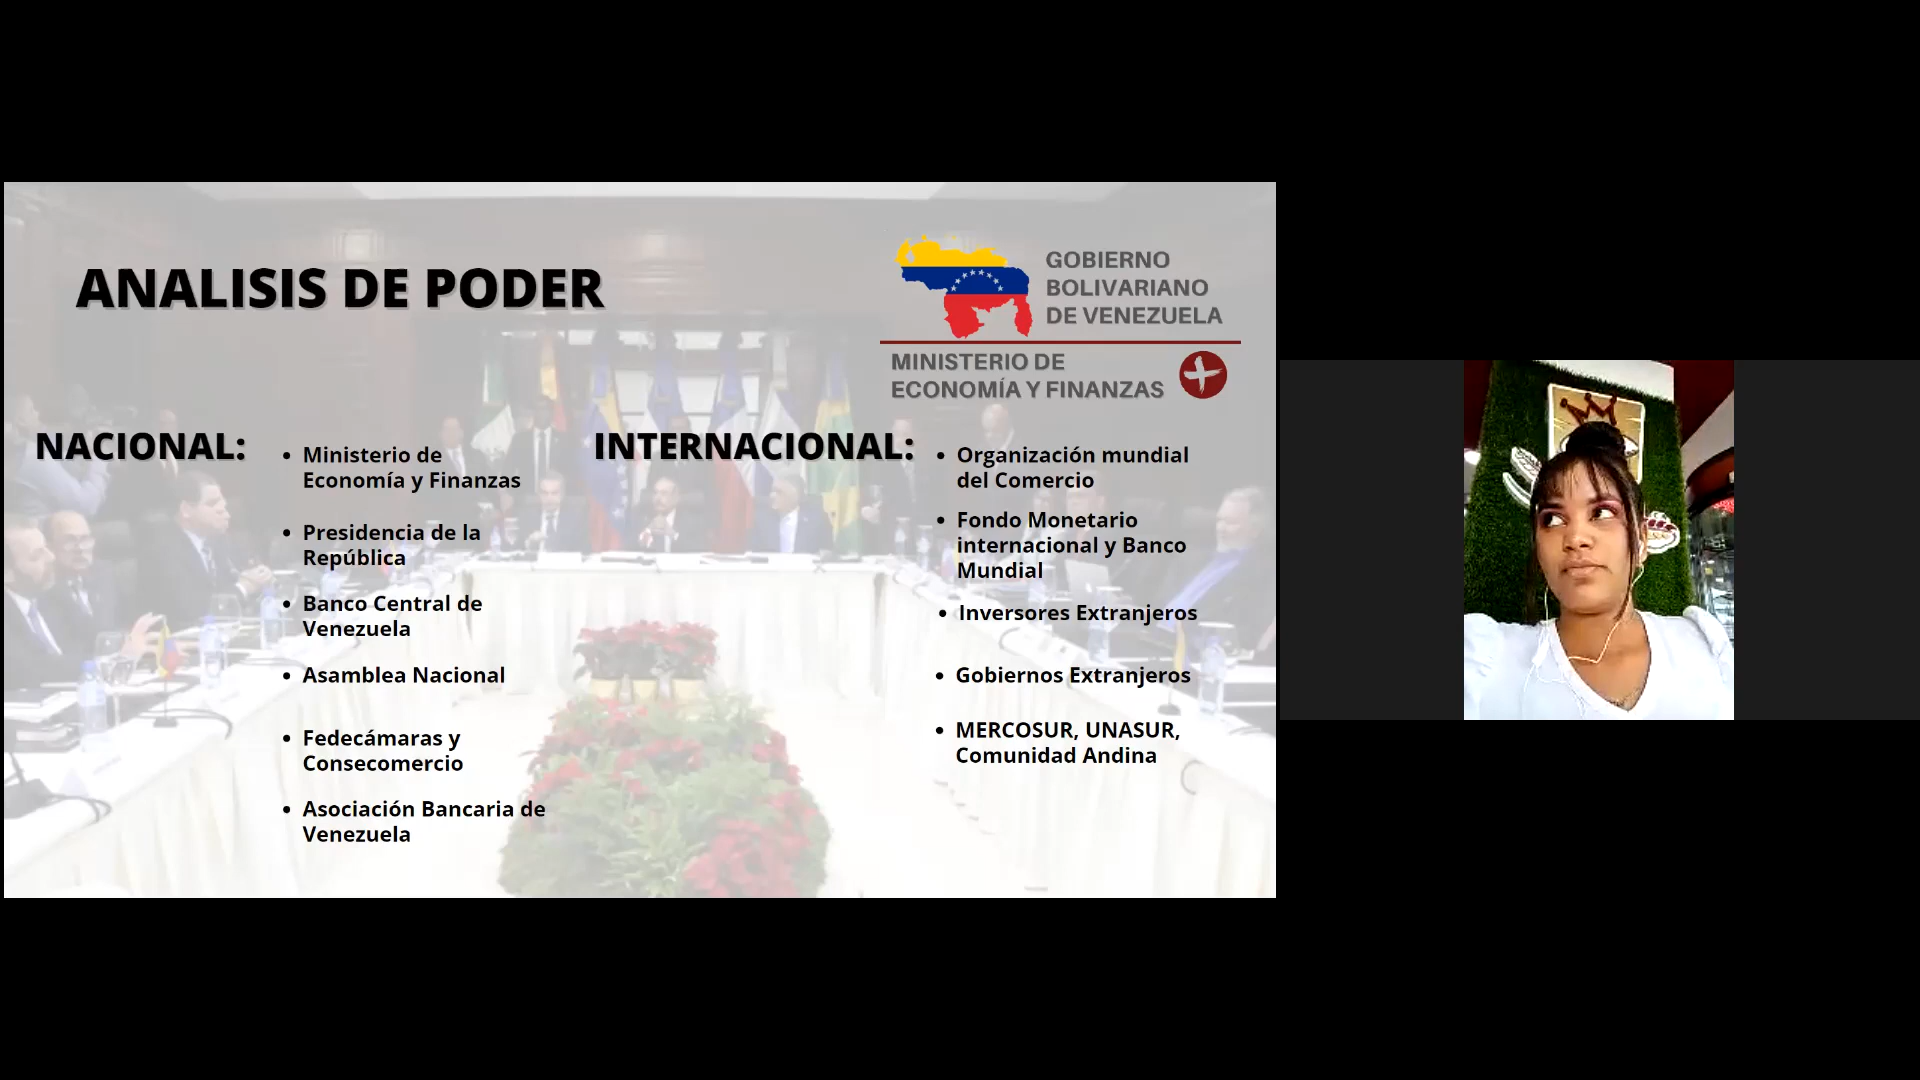 ANALISIS DE PODER
GOBIERNO
BOLIVARIANO
DE VENEZUELA
MINISTERIO DE
ECONOMÍA Y FINANZAS
NACIONAL:
• Ministerio de
Economía y Finanzas
• Presidencia de la
República
• Banco Central de
Venezuela
• Asamblea Nacional
• Fedecámaras y
Consecomercio
• Asociación Bancaria de
Venezuela
INTERNACIONAL:
• Organización mundial
del Comercio
• Fondo Monetario
internacional y Banco
Mundial
• Inversores Extranjeros
• Gobiernos Extranjeros
• MERCOSUR, UNASUR,
Comunidad Andina